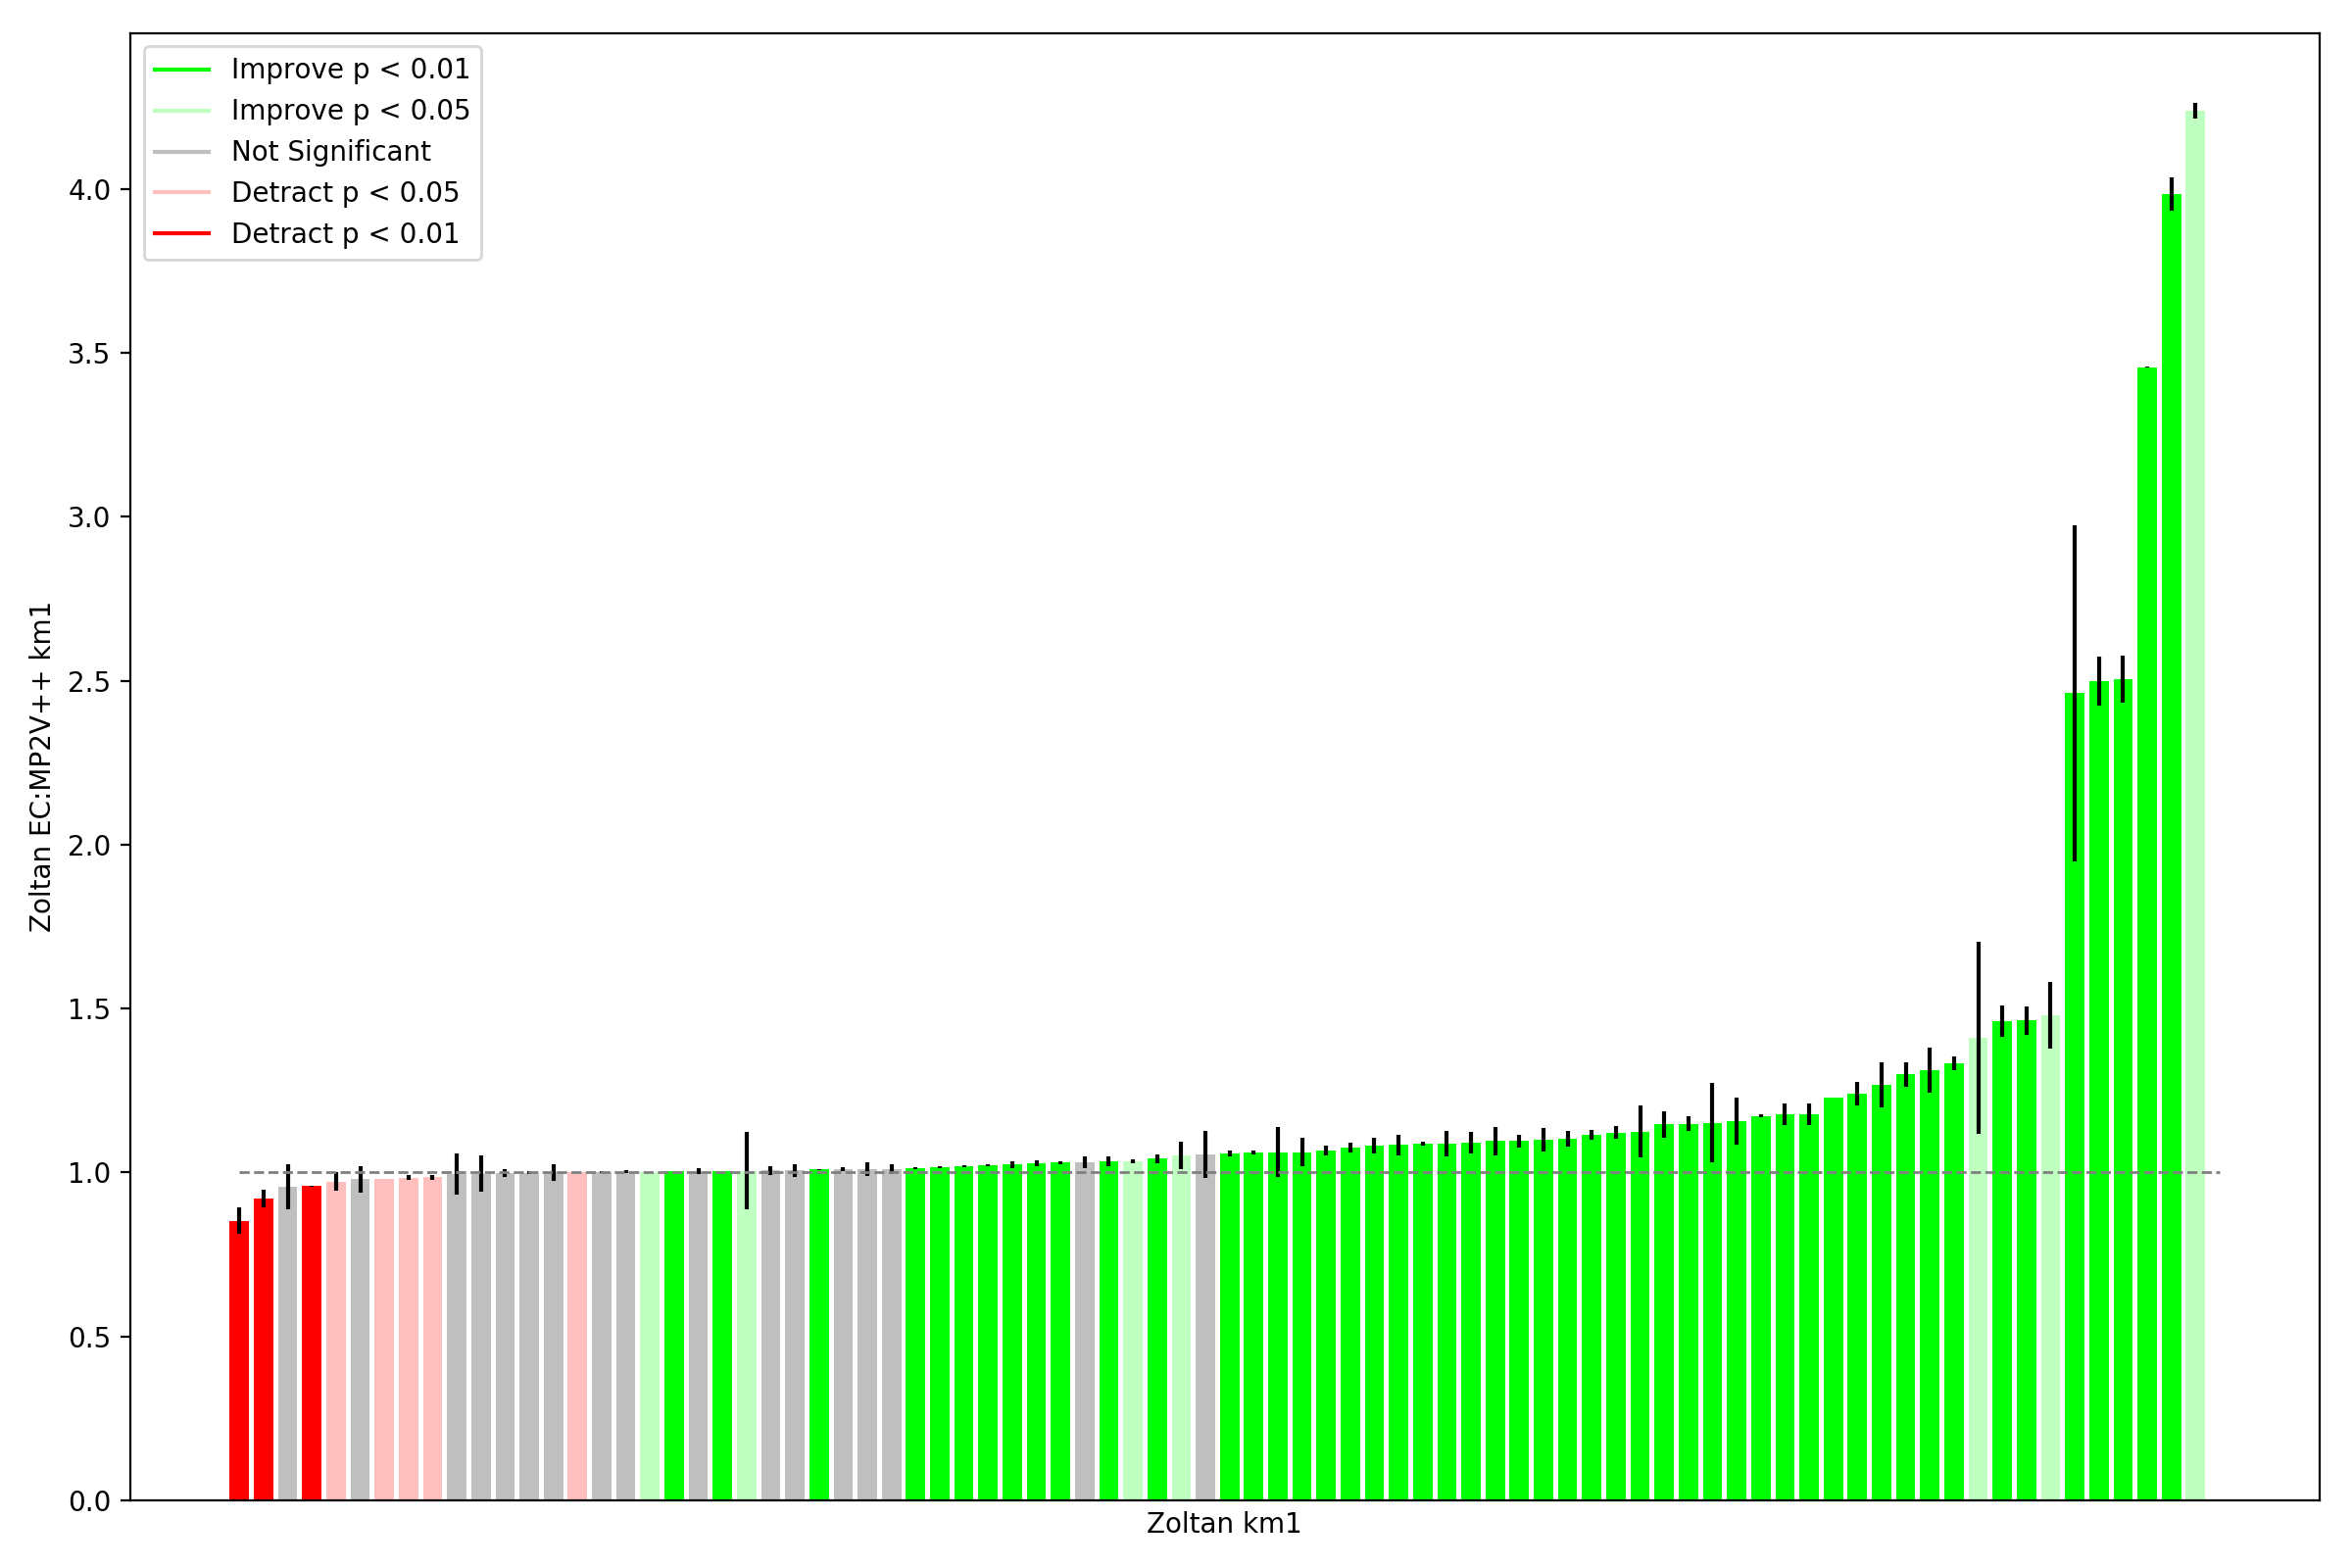 Improve p < 0.01
Improve p < 0.05
Not Significant
Detract p < 0.05
Detract p < 0.01
4.0
3.5
3.0
2.5
2.0
1.5
1.0
0.5
0.0
Zoltan EC:MP2V++ km1
Zoltan km1